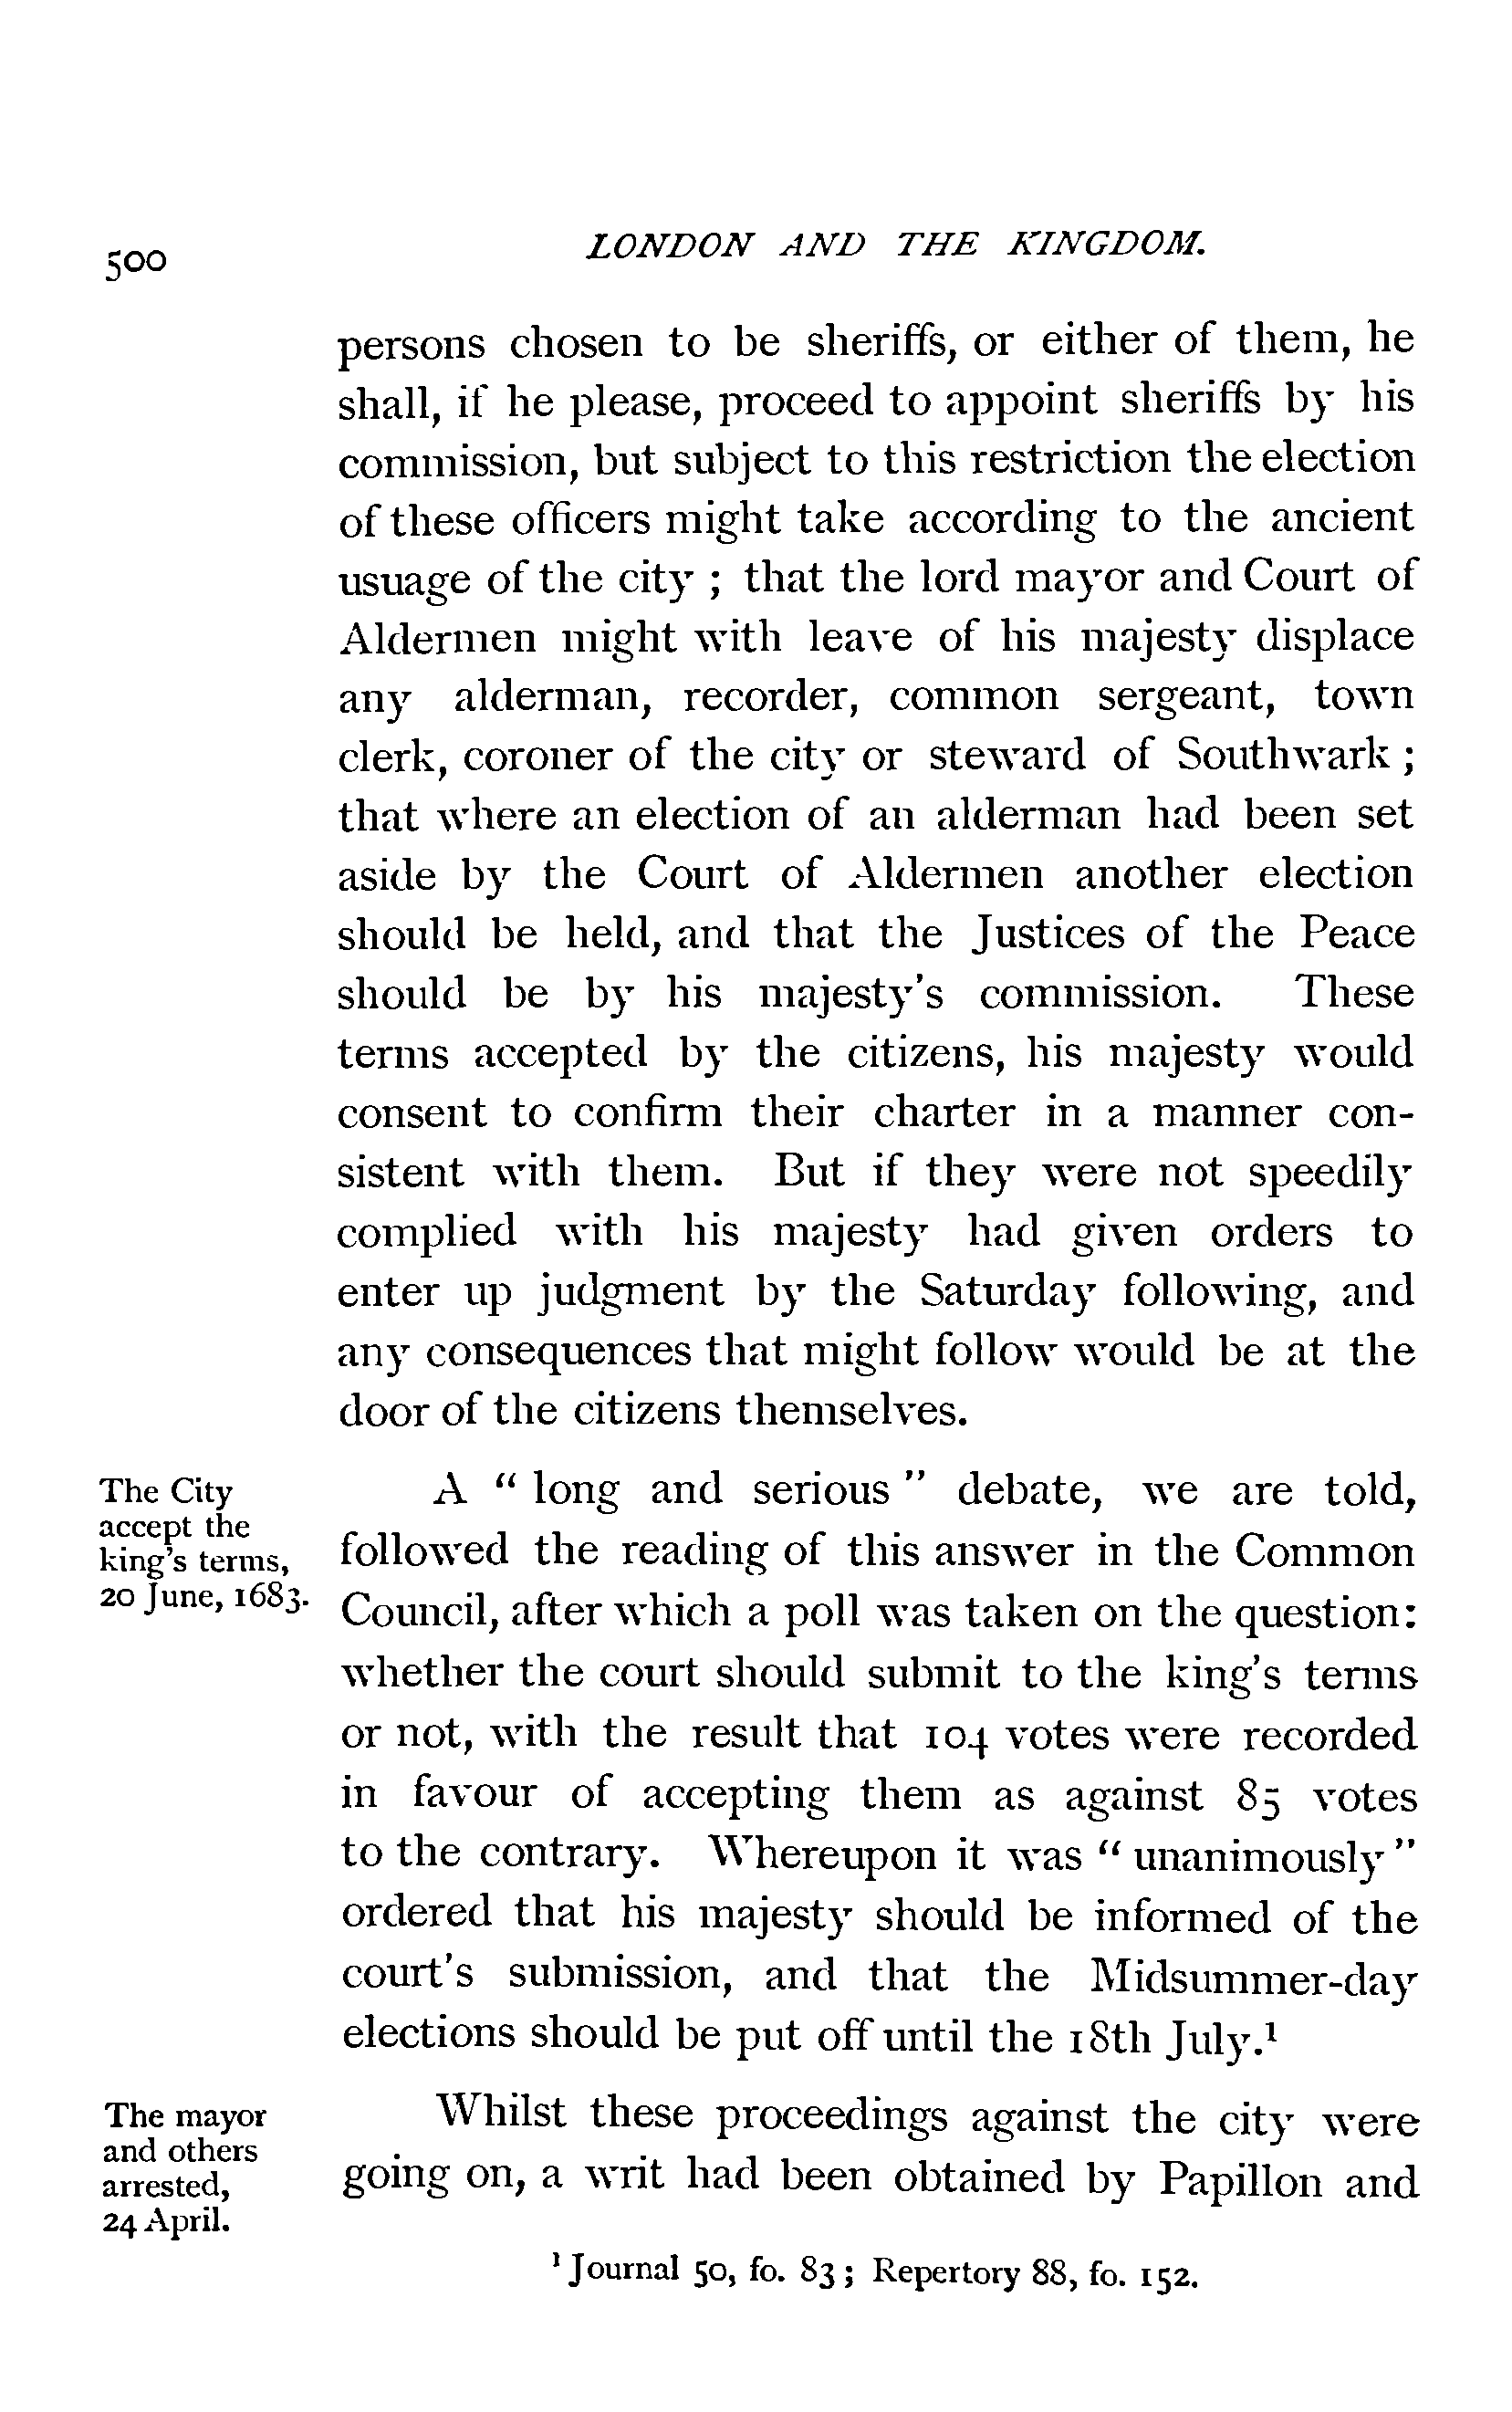 500
LONDON AND THE KINGDOM.
persons chosen to be sheriffs, or either of them, he
shall, if he please, proceed to appoint sheriffs by his
commission, but subject to this restriction the election
of these officers might take according to the ancient
usuage of the city ; that the lord mayor and Court of
Aldermen might with leave of his majesty displace
any alderman, recorder, common sergeant, town
clerk, coroner of the city or steward of Southwark ;
that where an election of an alderman had been set
aside by the Court of Aldermen another election
should be held, and that the Justices of the Peace
should be by his majesty's commission. These
terms accepted by the citizens, his majesty would
consent to confirm their charter in a manner con-
sistent with them. But if they were not speedily
complied with his majesty had given orders to
enter up judgment by the Saturday following, and
any consequences that might follow would be at the
door of the citizens themselves.
The City
accept the
king's terms,
20 June, 1683.
A " long and serious " debate, we are told,
followed the reading of this answer in the Common
Council, after which a poll was taken on the question:
whether the court should submit to the king's terms
or not, with the result that 104 votes were recorded
in favour of accepting them as against 85 votes
to the contrary. Whereupon it was " unanimously "
ordered that his majesty should be informed of the
court's submission, and that the Midsummer-day
elections should be put off until the 18th July.¹
The mayor
and others
arrested,
24 April.
Whilst these proceedings against the city were
going on, a writ had been obtained by Papillon and
¹ Journal 50, fo. 83 ; Repertory 88, fo. 152.